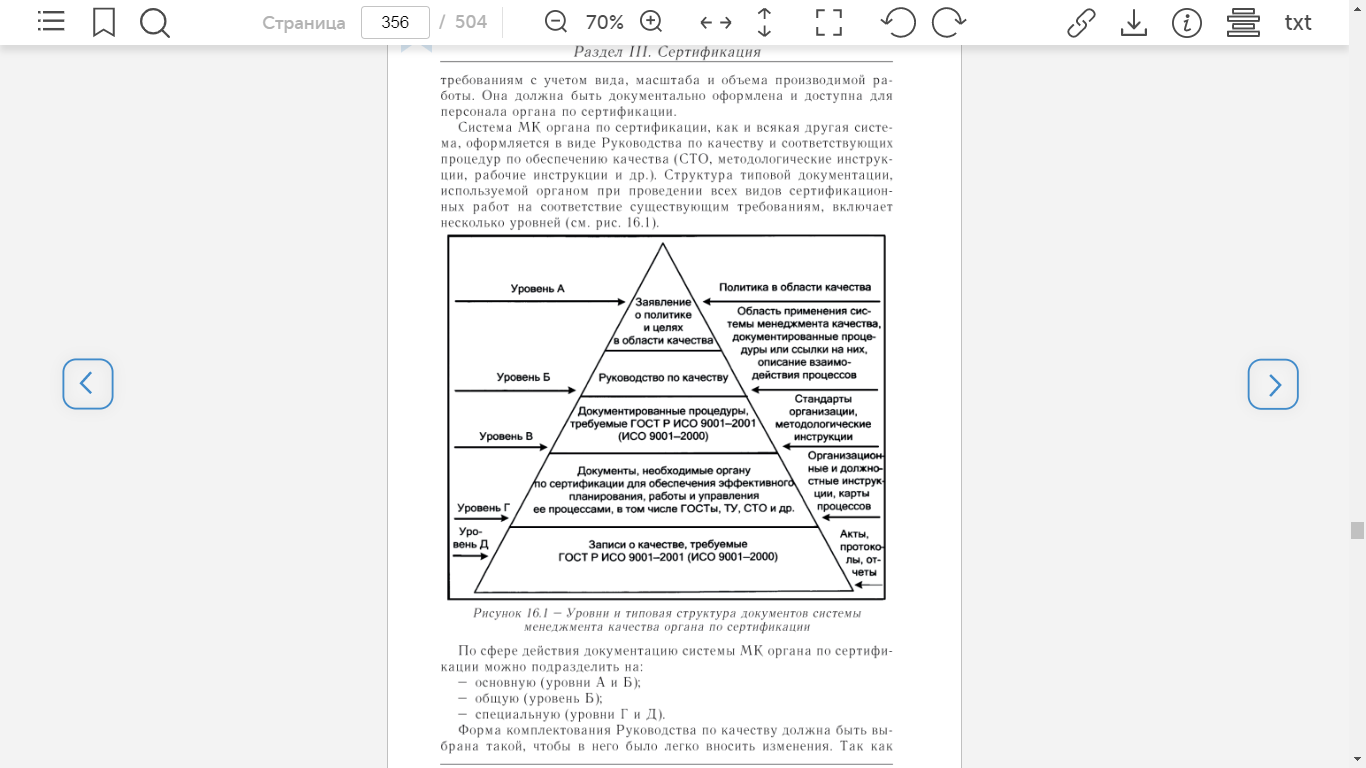 Страница 356 / 504 70% txt
Раздел III. Сертификация
требованиям с учетом вида, масштаба и объема производимой ра-
боты. Она должна быть документально оформлена и доступна для
персонала органа по сертификации.
Система МК органа по сертификации, как и всякая другая систе-
ма, оформляется в виде Руководства по качеству и соответствующих
процедур по обеспечению качества (СТО, методологические инструк-
ции, рабочие инструкции и др.). Структура типовой документации,
используемой органом при проведении всех видов сертификацион-
ных работ на соответствие существующим требованиям, включает
несколько уровней (см. рис. 16.1).
Уровень А
Заявление
о политике
и целях
в области качества
Политика в области качества
Область применения сис-
темы менеджмента качества,
документированные проце-
дуры или ссылки на них,
описание взаимо-
действия процессов
Уровень Б
Руководство по качеству
Стандарты
организации,
методологические
инструкции
Уровень В
Документированные процедуры,
требуемые ГОСТ Р ИСО 9001–2001
(ИСО 9001–2000)
Организацион-
ные и должно-
стные инструк-
ции, карты
процессов
Уровень Г
Документы, необходимые органу
по сертификации для обеспечения эффективного
планирования, работы и управления
ее процессами, в том числе ГОСТы, ТУ, СТО и др.
Уро-
вень Д
Записи о качестве, требуемые
ГОСТ Р ИСО 9001–2001 (ИСО 9001–2000)
Акты,
протоко-
лы, от-
четы
Рисунок 16.1 – Уровни и типовая структура документов системы
менеджмента качества органа по сертификации
По сфере действия документацию системы МК органа по сертифи-
кации можно подразделить на:
– основную (уровни А и Б);
– общую (уровень Б);
– специальную (уровни Г и Д).
Форма комплектования Руководства по качеству должна быть вы-
брана такой, чтобы в него было легко вносить изменения. Так как